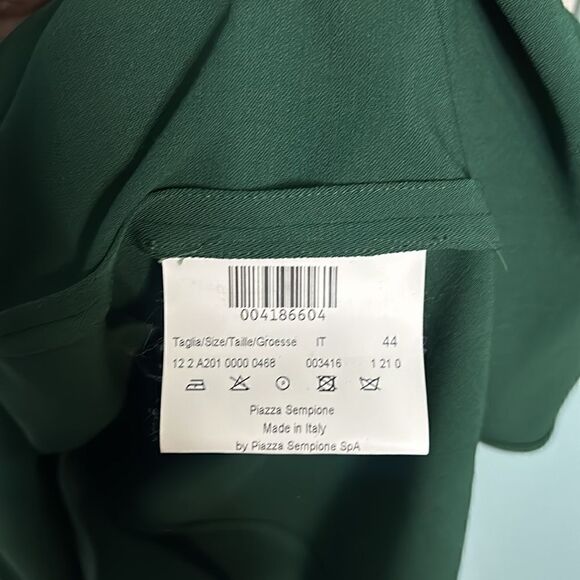 004186604
Taglia/Size/Taille/Groesse IT 44
12 2 A201 0000 0468 003416 1 21 0
Piazza Sempione
Made in Italy
by Piazza Sempione SpA